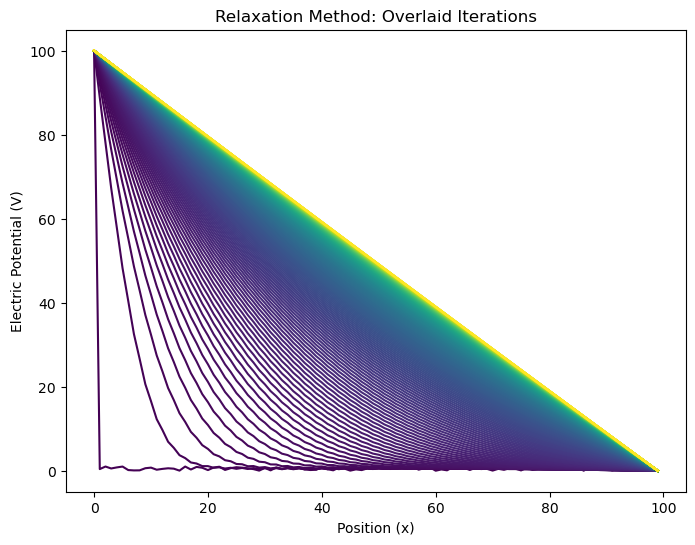 Relaxation Method: Overlaid Iterations
Electric Potential (V)
100
80
60
40
20
0
0 20 40 60 80 100
Position (x)